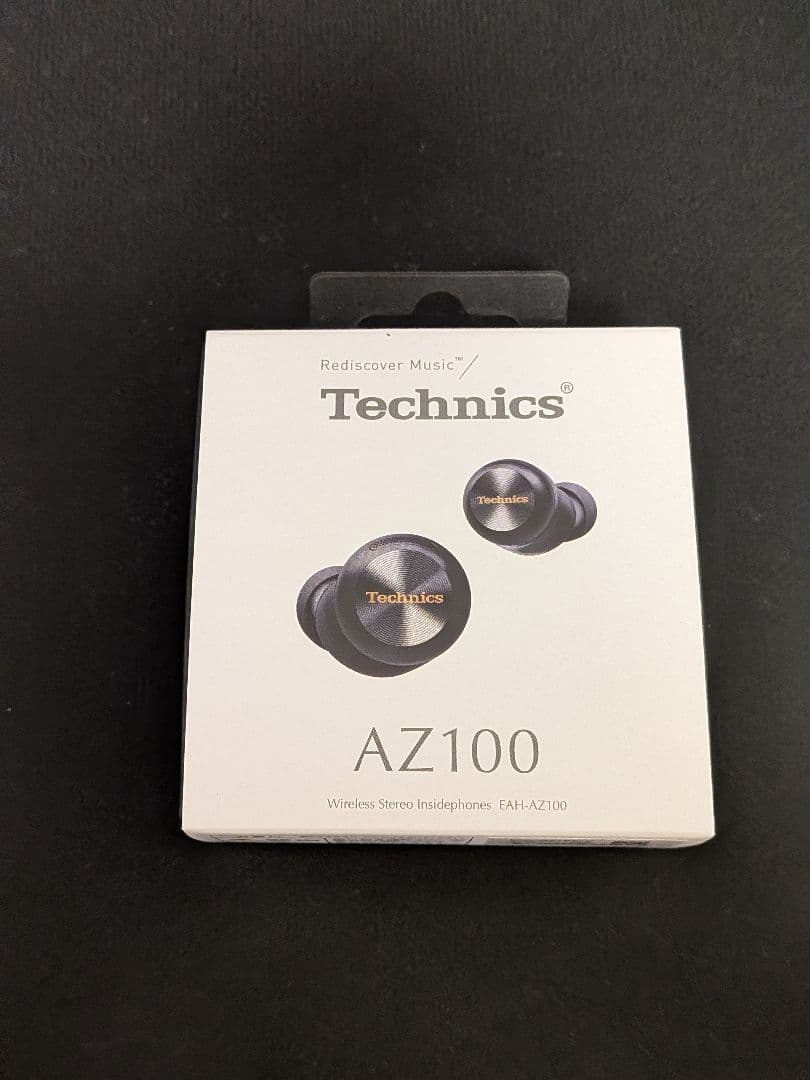 Rediscover Music™
Technics®
Technics
Technics
AZ100
Wireless Stereo Insidephones EAH-AZ100